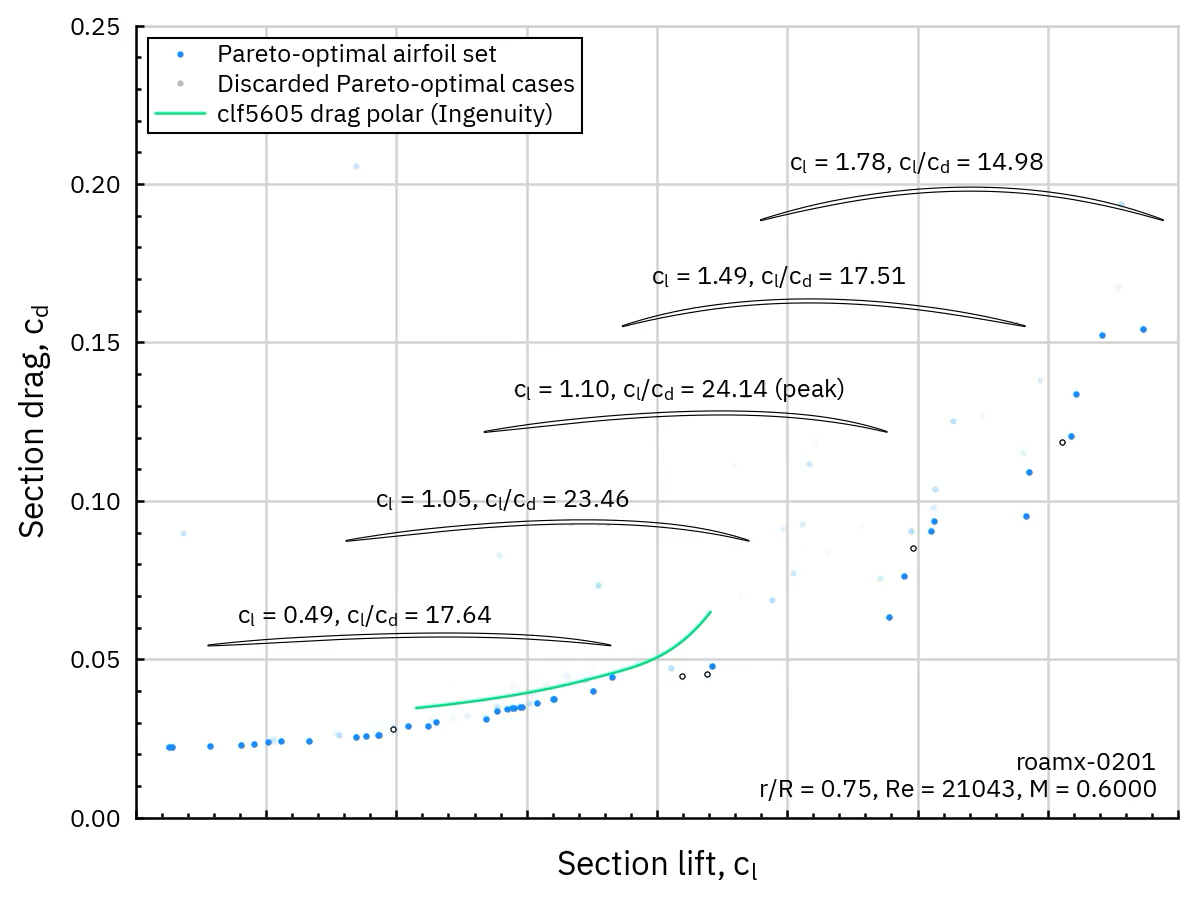 0.25
Pareto-optimal airfoil set
Discarded Pareto-optimal cases
clf5605 drag polar (Ingenuity)
cl = 1.78, cl/cd = 14.98
0.20
cl = 1.49, cl/cd = 17.51
0.15
cl = 1.10, cl/cd = 24.14 (peak)
0.10
cl = 1.05, cl/cd = 23.46
cl = 0.49, cl/cd = 17.64
0.05
roamx-0201
r/R = 0.75, Re = 21043, M = 0.6000
0.00
Section drag, cd
Section lift, cl